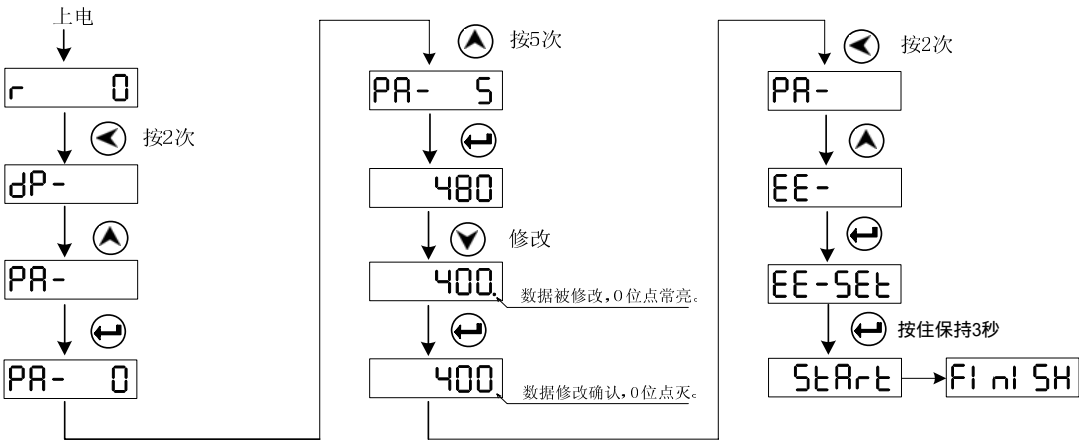 上电
r 0
按2次
dP-
PA-
PA- 0
按5次
PA- 5
480
修改
400.
数据被修改,0位点常亮。
400
数据修改确认,0位点灭。
按2次
PA-
EE-
EE-SEt
按住保持3秒
StArt
FInISH